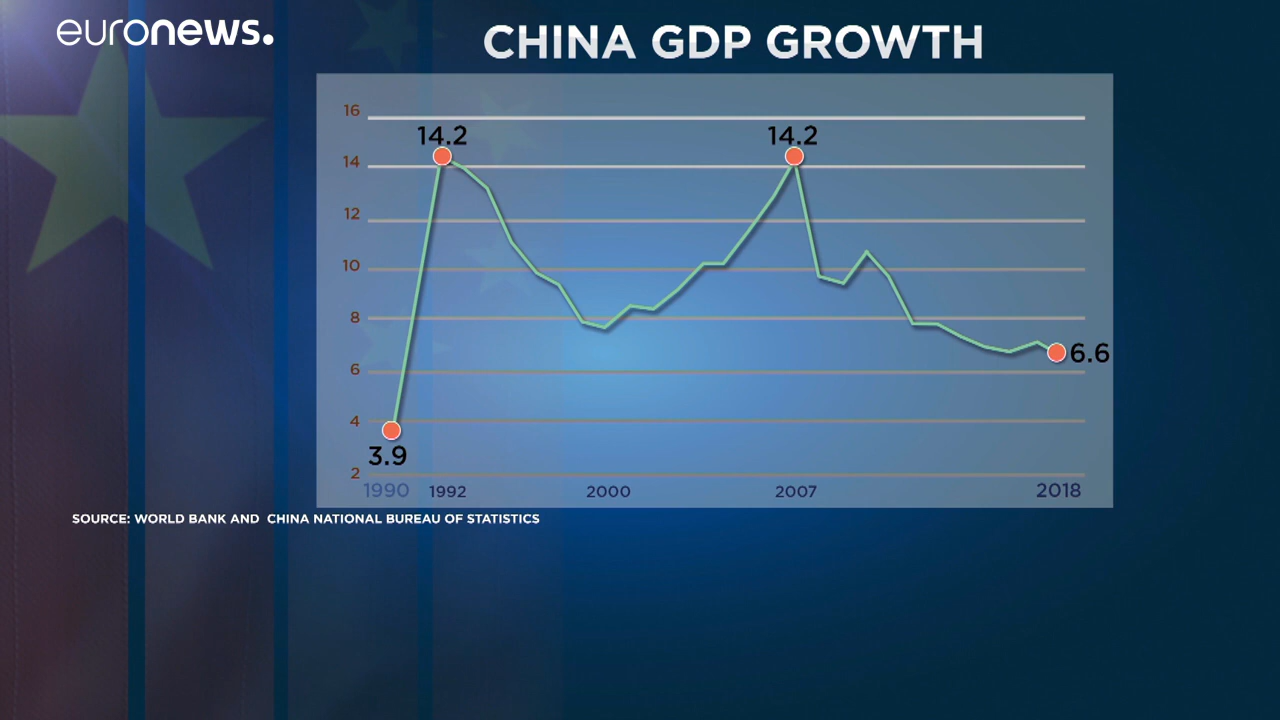 euronews.
CHINA GDP GROWTH
16
14.2 14.2
14
12
10
8
6.6
6
4
3.9
2
1990 1992 2000 2007 2018
SOURCE: WORLD BANK AND CHINA NATIONAL BUREAU OF STATISTICS